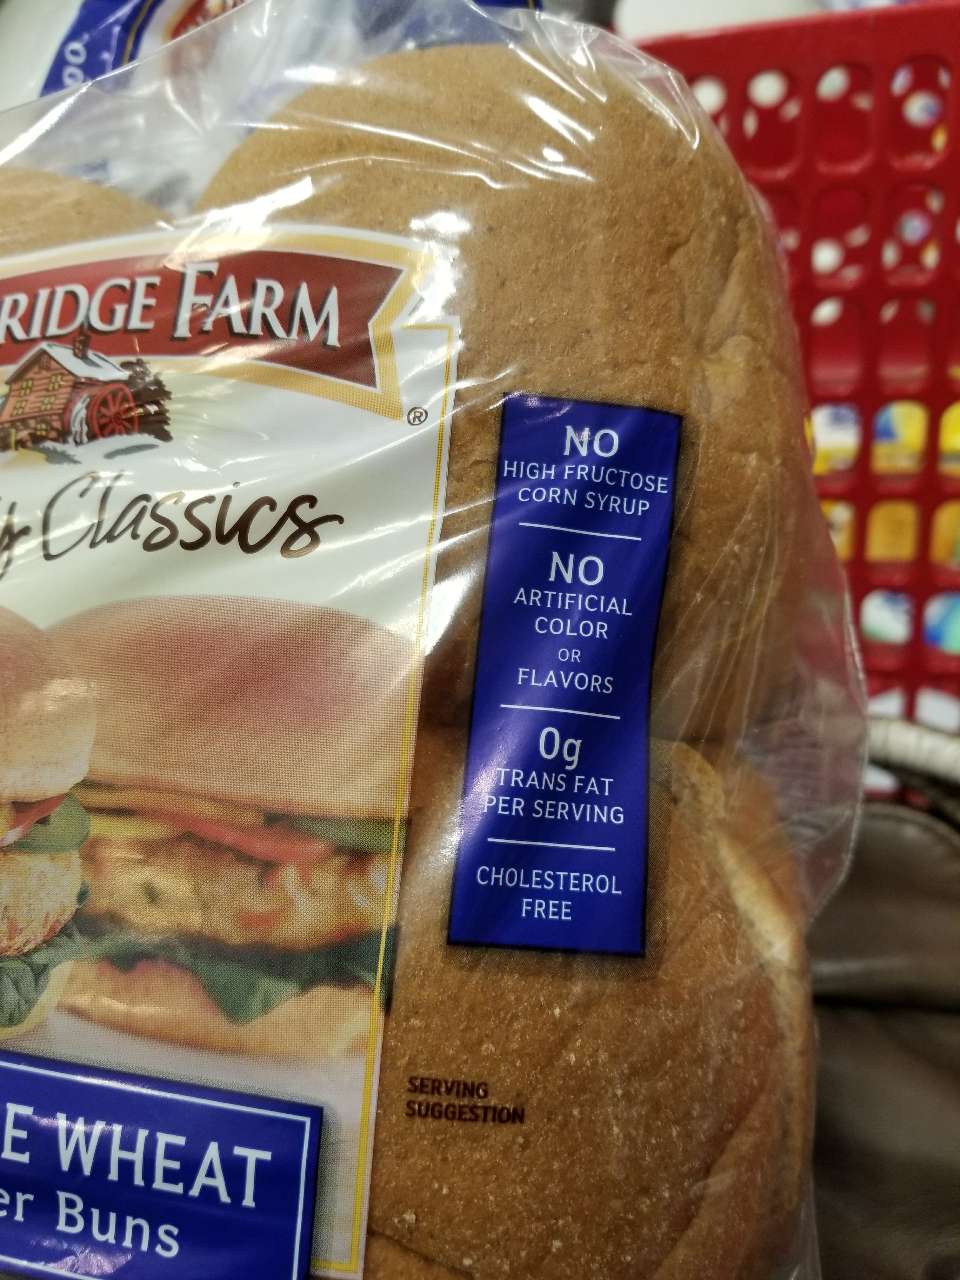 go.
RIDGE FARM
®
Classics
NO
HIGH FRUCTOSE
CORN SYRUP
NO
ARTIFICIAL
COLOR
OR
FLAVORS
0g
TRANS FAT
PER SERVING
CHOLESTEROL
FREE
SERVING
SUGGESTION
E WHEAT
er Buns